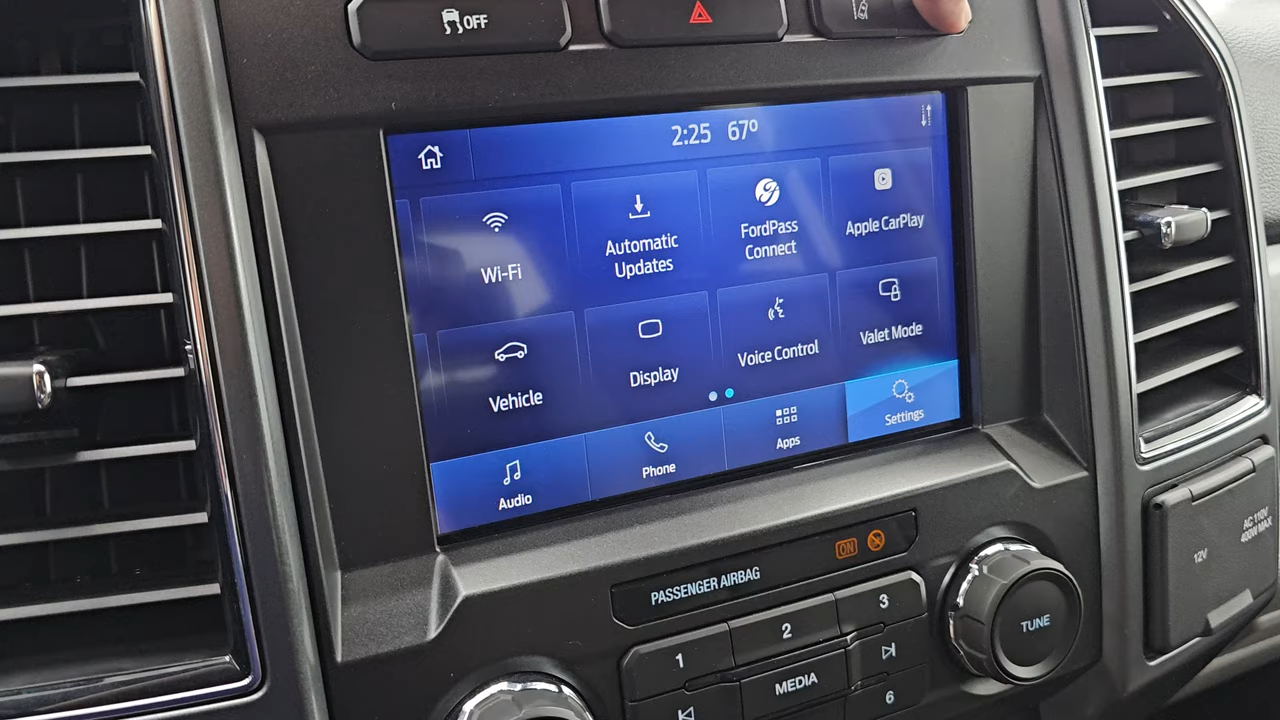 OFF
2:25 67º
Wi-Fi
Automatic
Updates
FordPass
Connect
Apple CarPlay
Vehicle
Display
Voice Control
Valet Mode
Audio
Phone
Apps
Settings
PASSENGER AIRBAG
ON
1
2
3
MEDIA
6
TUNE
12V
AC 110V
400W MAX